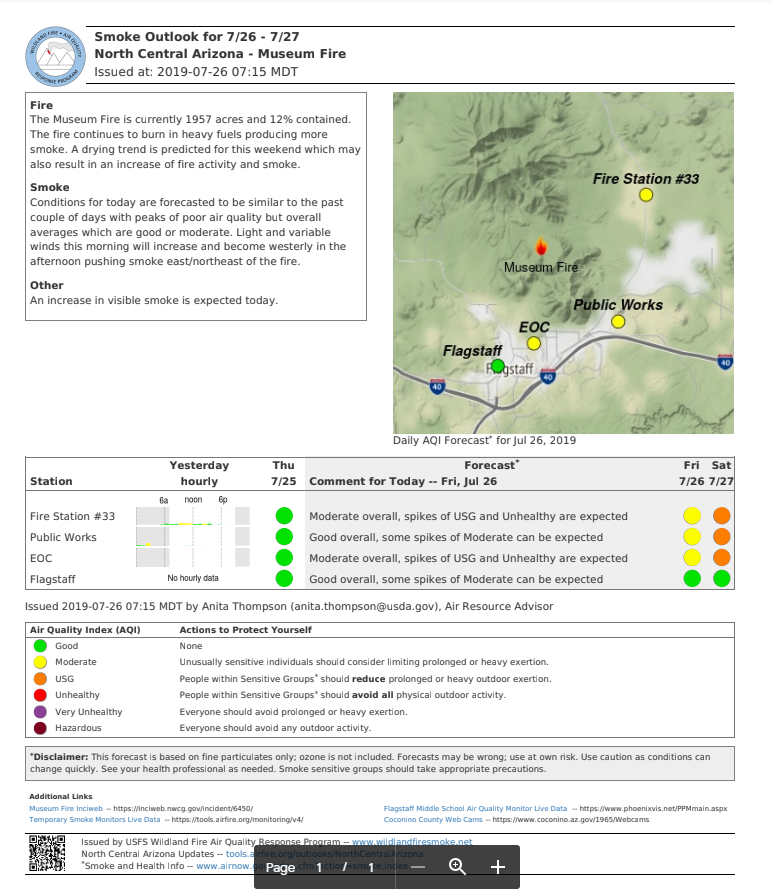 WILDLAND FIRE • AIR QUALITY
RESPONSE PROGRAM
Smoke Outlook for 7/26 - 7/27
North Central Arizona - Museum Fire
Issued at: 2019-07-26 07:15 MDT
Fire
The Museum Fire is currently 1957 acres and 12% contained.
The fire continues to burn in heavy fuels producing more
smoke. A drying trend is predicted for this weekend which may
also result in an increase of fire activity and smoke.
Smoke
Conditions for today are forecasted to be similar to the past
couple of days with peaks of poor air quality but overall
averages which are good or moderate. Light and variable
winds this morning will increase and become westerly in the
afternoon pushing smoke east/northeast of the fire.
Other
An increase in visible smoke is expected today.
Fire Station #33
Museum Fire
Public Works
EOC
Flagstaff
Flagstaff
40
40
40
Daily AQI Forecast* for Jul 26, 2019
Yesterday Thu Forecast* Fri Sat
Station hourly 7/25 Comment for Today -- Fri, Jul 26 7/26 7/27
6a noon 6p
Fire Station #33 Moderate overall, spikes of USG and Unhealthy are expected
Public Works Good overall, some spikes of Moderate can be expected
EOC Moderate overall, spikes of USG and Unhealthy are expected
Flagstaff No hourly data Good overall, some spikes of Moderate can be expected
Issued 2019-07-26 07:15 MDT by Anita Thompson (anita.thompson@usda.gov), Air Resource Advisor
Air Quality Index (AQI) Actions to Protect Yourself
Good None
Moderate Unusually sensitive individuals should consider limiting prolonged or heavy exertion.
USG People within Sensitive Groups* should reduce prolonged or heavy outdoor exertion.
Unhealthy People within Sensitive Groups* should avoid all physical outdoor activity.
Very Unhealthy Everyone should avoid prolonged or heavy exertion.
Hazardous Everyone should avoid any outdoor activity.
*Disclaimer: This forecast is based on fine particulates only; ozone is not included. Forecasts may be wrong; use at own risk. Use caution as conditions can
change quickly. See your health professional as needed. Smoke sensitive groups should take appropriate precautions.
Additional Links
Museum Fire Inciweb -- https://inciweb.nwcg.gov/incident/6450/ Flagstaff Middle School Air Quality Monitor Live Data -- https://www.phoenixvis.net/PPMmain.aspx
Temporary Smoke Monitors Live Data -- https://tools.airfire.org/monitoring/v4/ Coconino County Web Cams -- https://www.coconino.az.gov/1965/Webcams
Issued by USFS Wildland Fire Air Quality Response Program -- www.wildlandfiresmoke.net
North Central Arizona Updates -- tools.airfire.org/outlooks/NorthCentralArizona
*Smoke and Health Info -- www.airnow.gov
Page 1 / 1